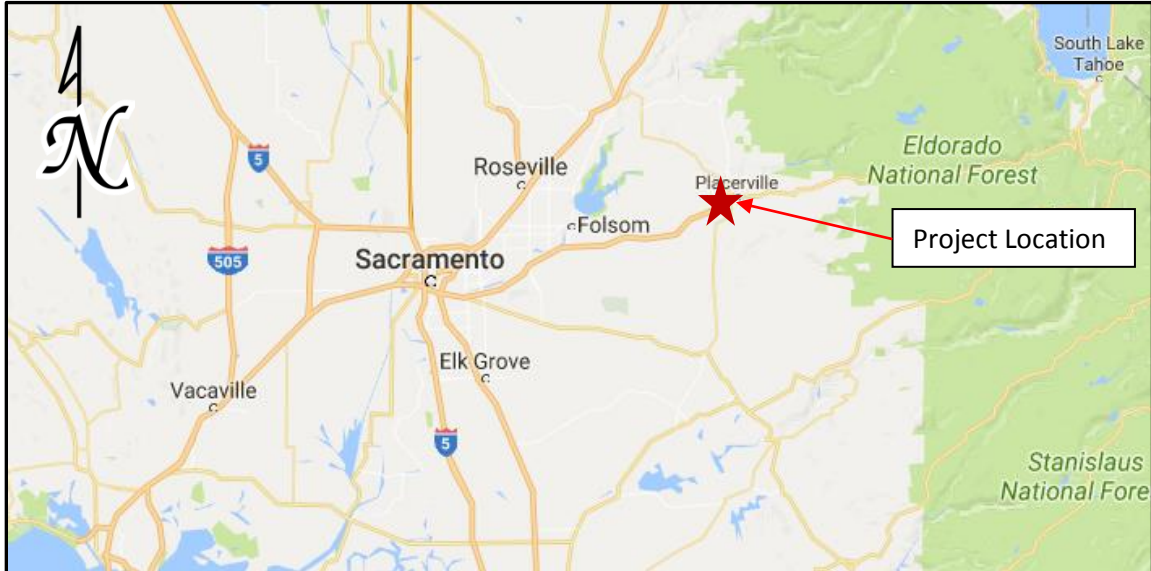 South Lake
Tahoe
N
5
Roseville
Eldorado
National Forest
Placerville
Folsom
Project Location
505
Sacramento
Elk Grove
Vacaville
5
Stanislaus
National Fore